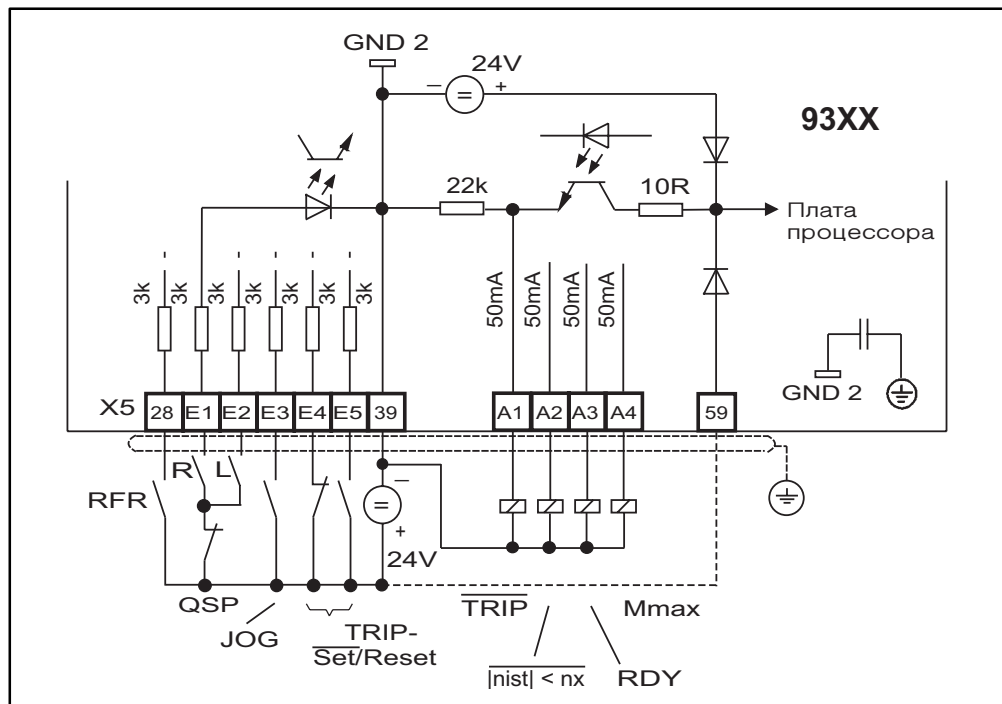 GND 2
24V
− +
93XX
22k
10R
Плата
процессора
3k 3k 3k 3k 3k 3k
50mA 50mA 50mA 50mA
GND 2
X5 28 E1 E2 E3 E4 E5 39 A1 A2 A3 A4 59
R L
−
RFR
+
24V
QSP
JOG
TRIP-
Set/Reset
TRIP
Mmax
|nist| < nx
RDY